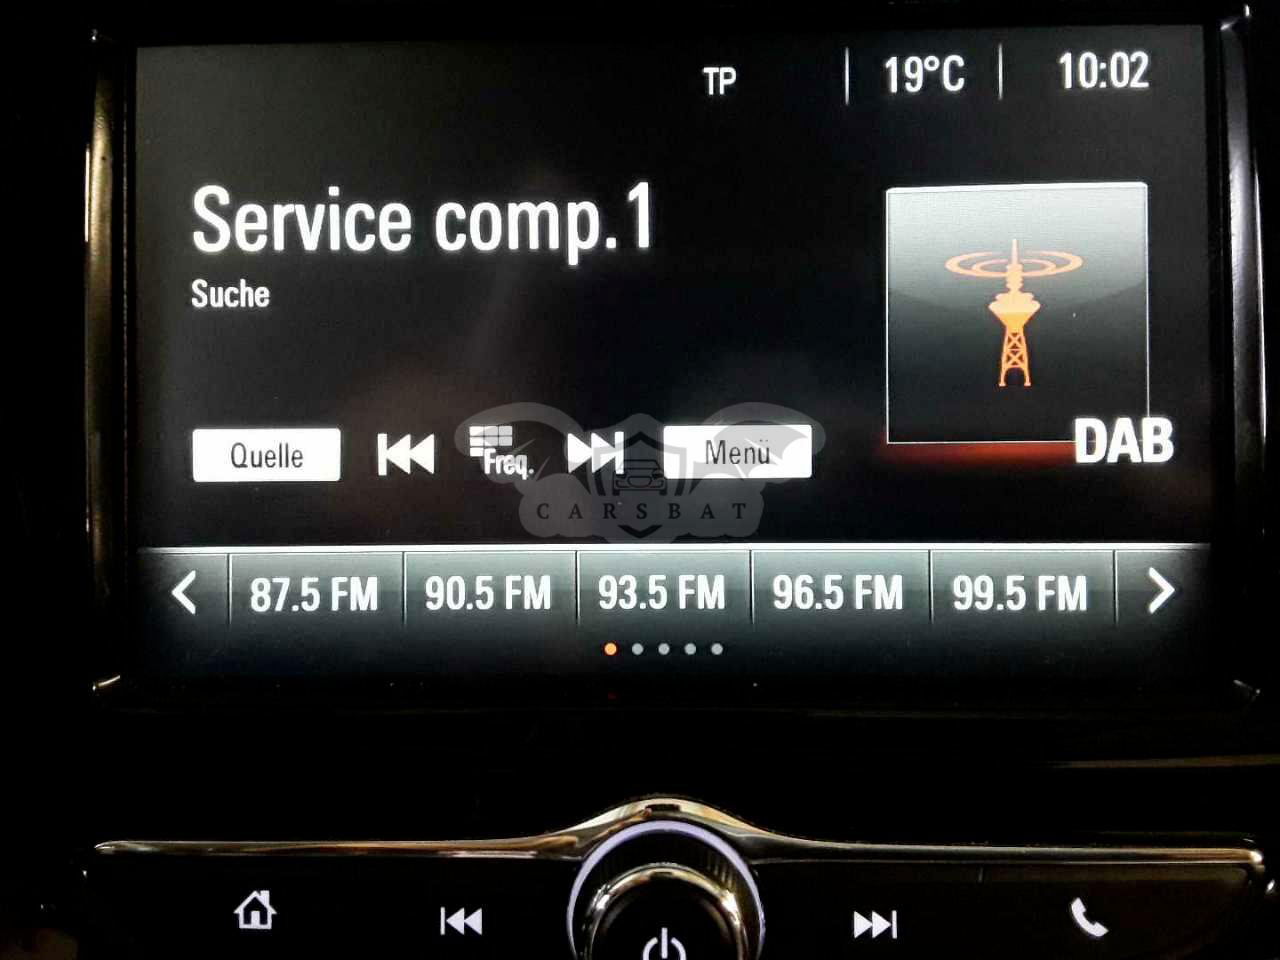 TP 19°C 10:02
Service comp.1
Suche
Quelle Freq. Menü
DAB
CARSBAT
87.5 FM 90.5 FM 93.5 FM 96.5 FM 99.5 FM